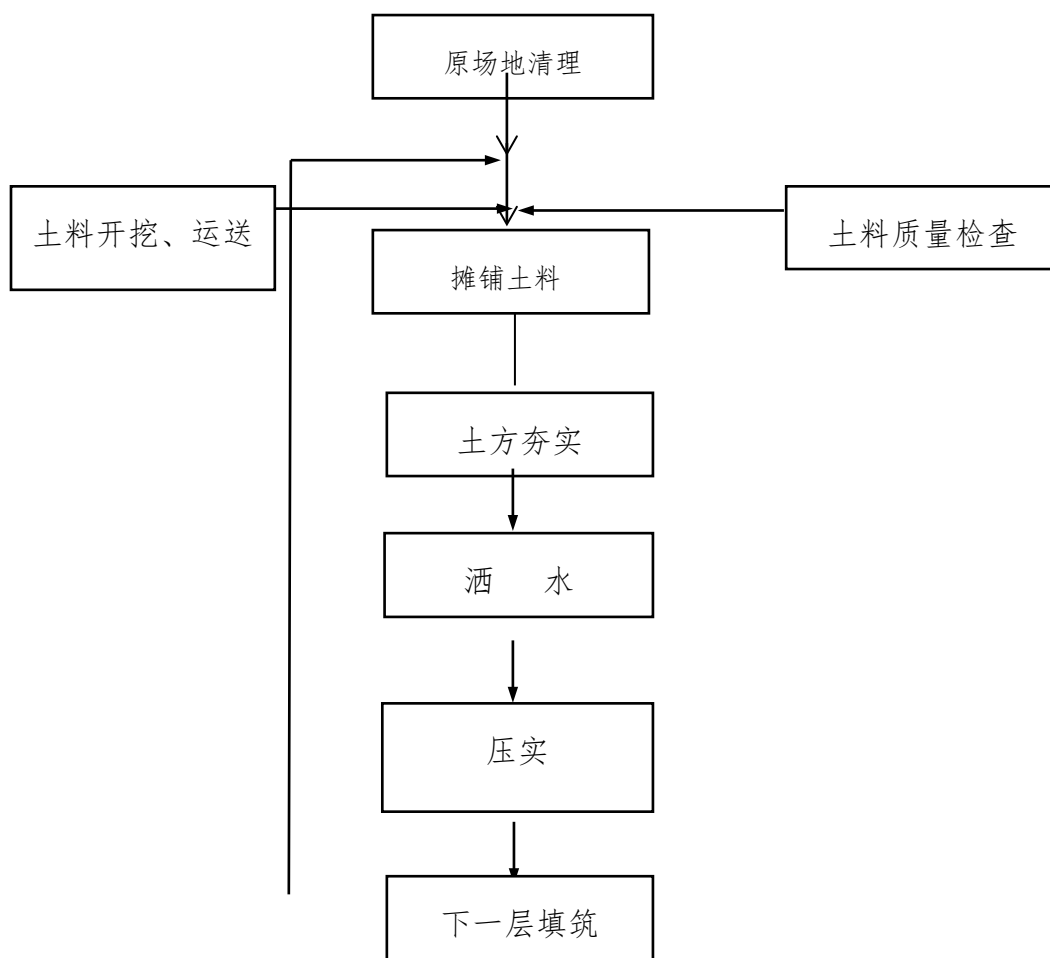 原场地清理
土料开挖、运送
土料质量检查
摊铺土料
土方夯实
洒 水
压实
下一层填筑